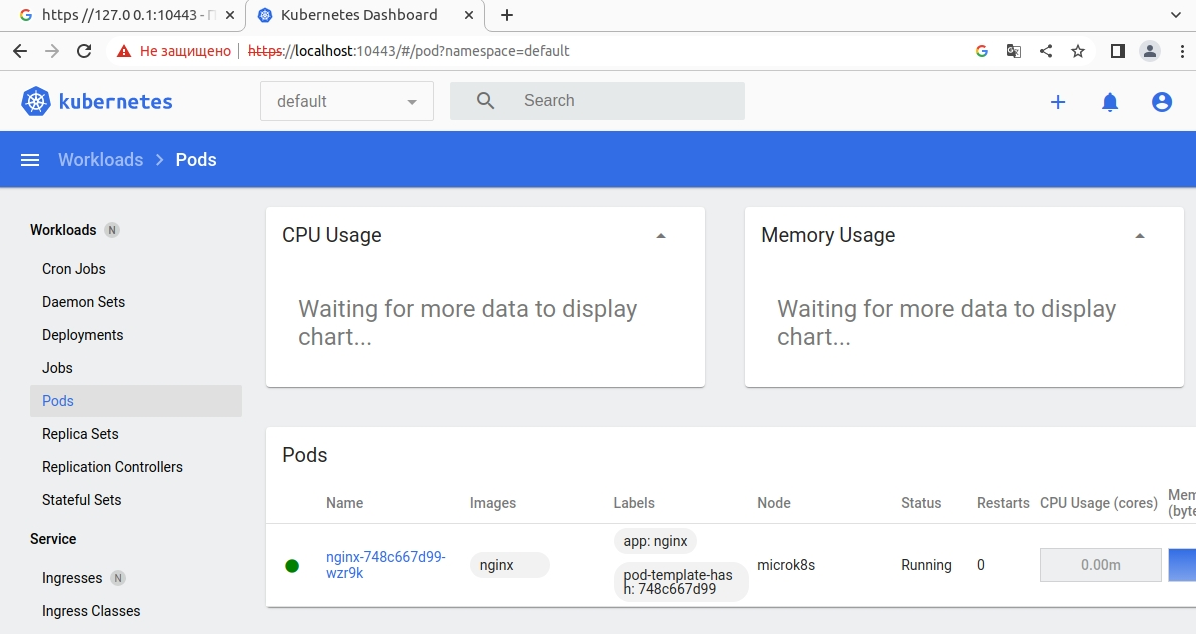 https //127.0 0.1:10443 - П
Kubernetes Dashboard
Не защищено
https://localhost:10443/#/pod?namespace=default
kubernetes
default
Search
Workloads > Pods
Workloads N
Cron Jobs
Daemon Sets
Deployments
Jobs
Pods
Replica Sets
Replication Controllers
Stateful Sets
Service
Ingresses N
Ingress Classes
CPU Usage
Waiting for more data to display
chart...
Memory Usage
Waiting for more data to display
chart...
Pods
Name Images Labels Node Status Restarts CPU Usage (cores)
nginx-748c667d99-
wzr9k
nginx
app: nginx
pod-template-has
h: 748c667d99
microk8s
Running
0
0.00m